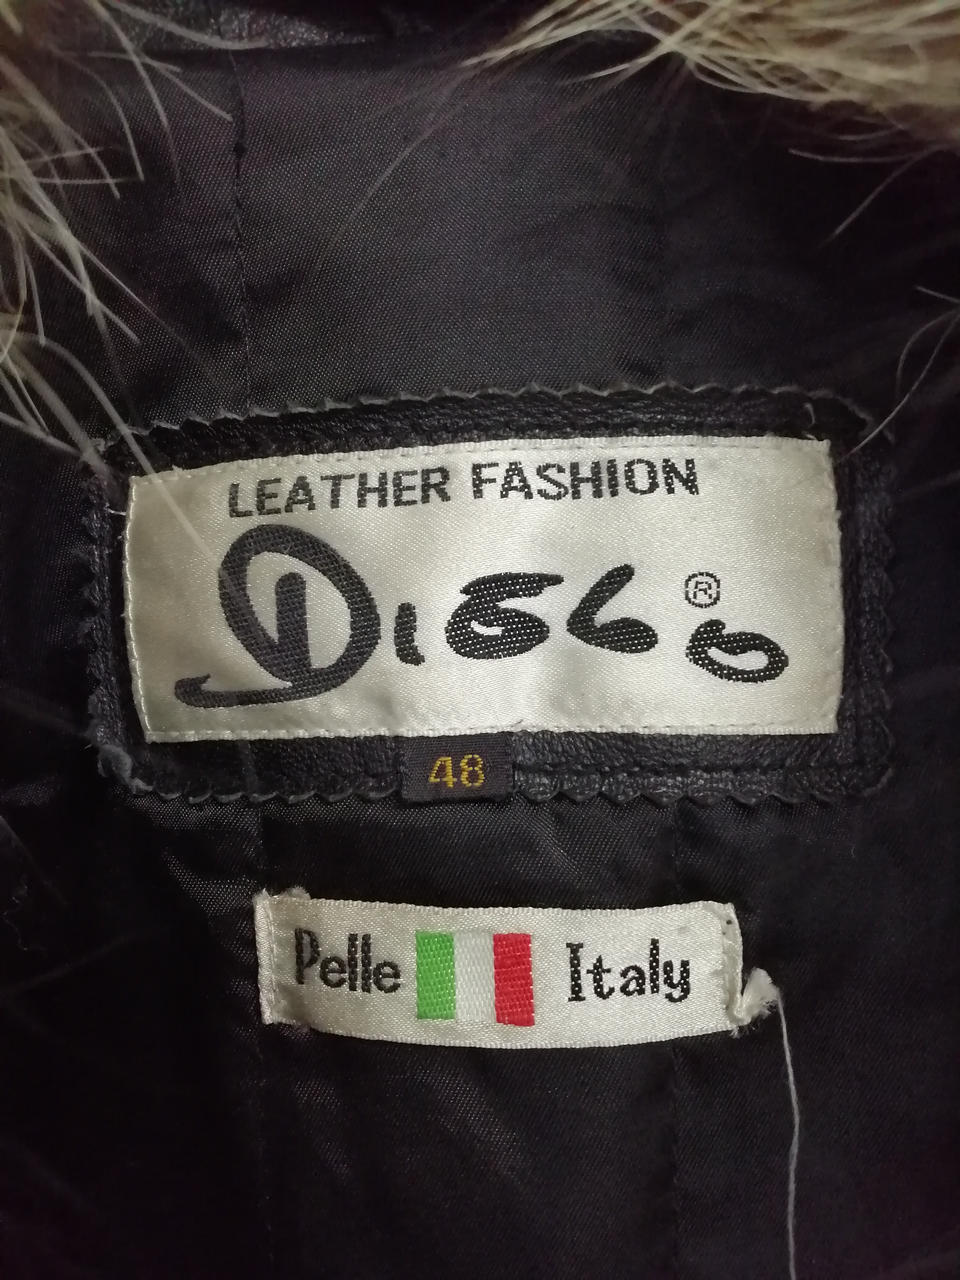 LEATHER FASHION
DIEGO®
48
Pelle Italy